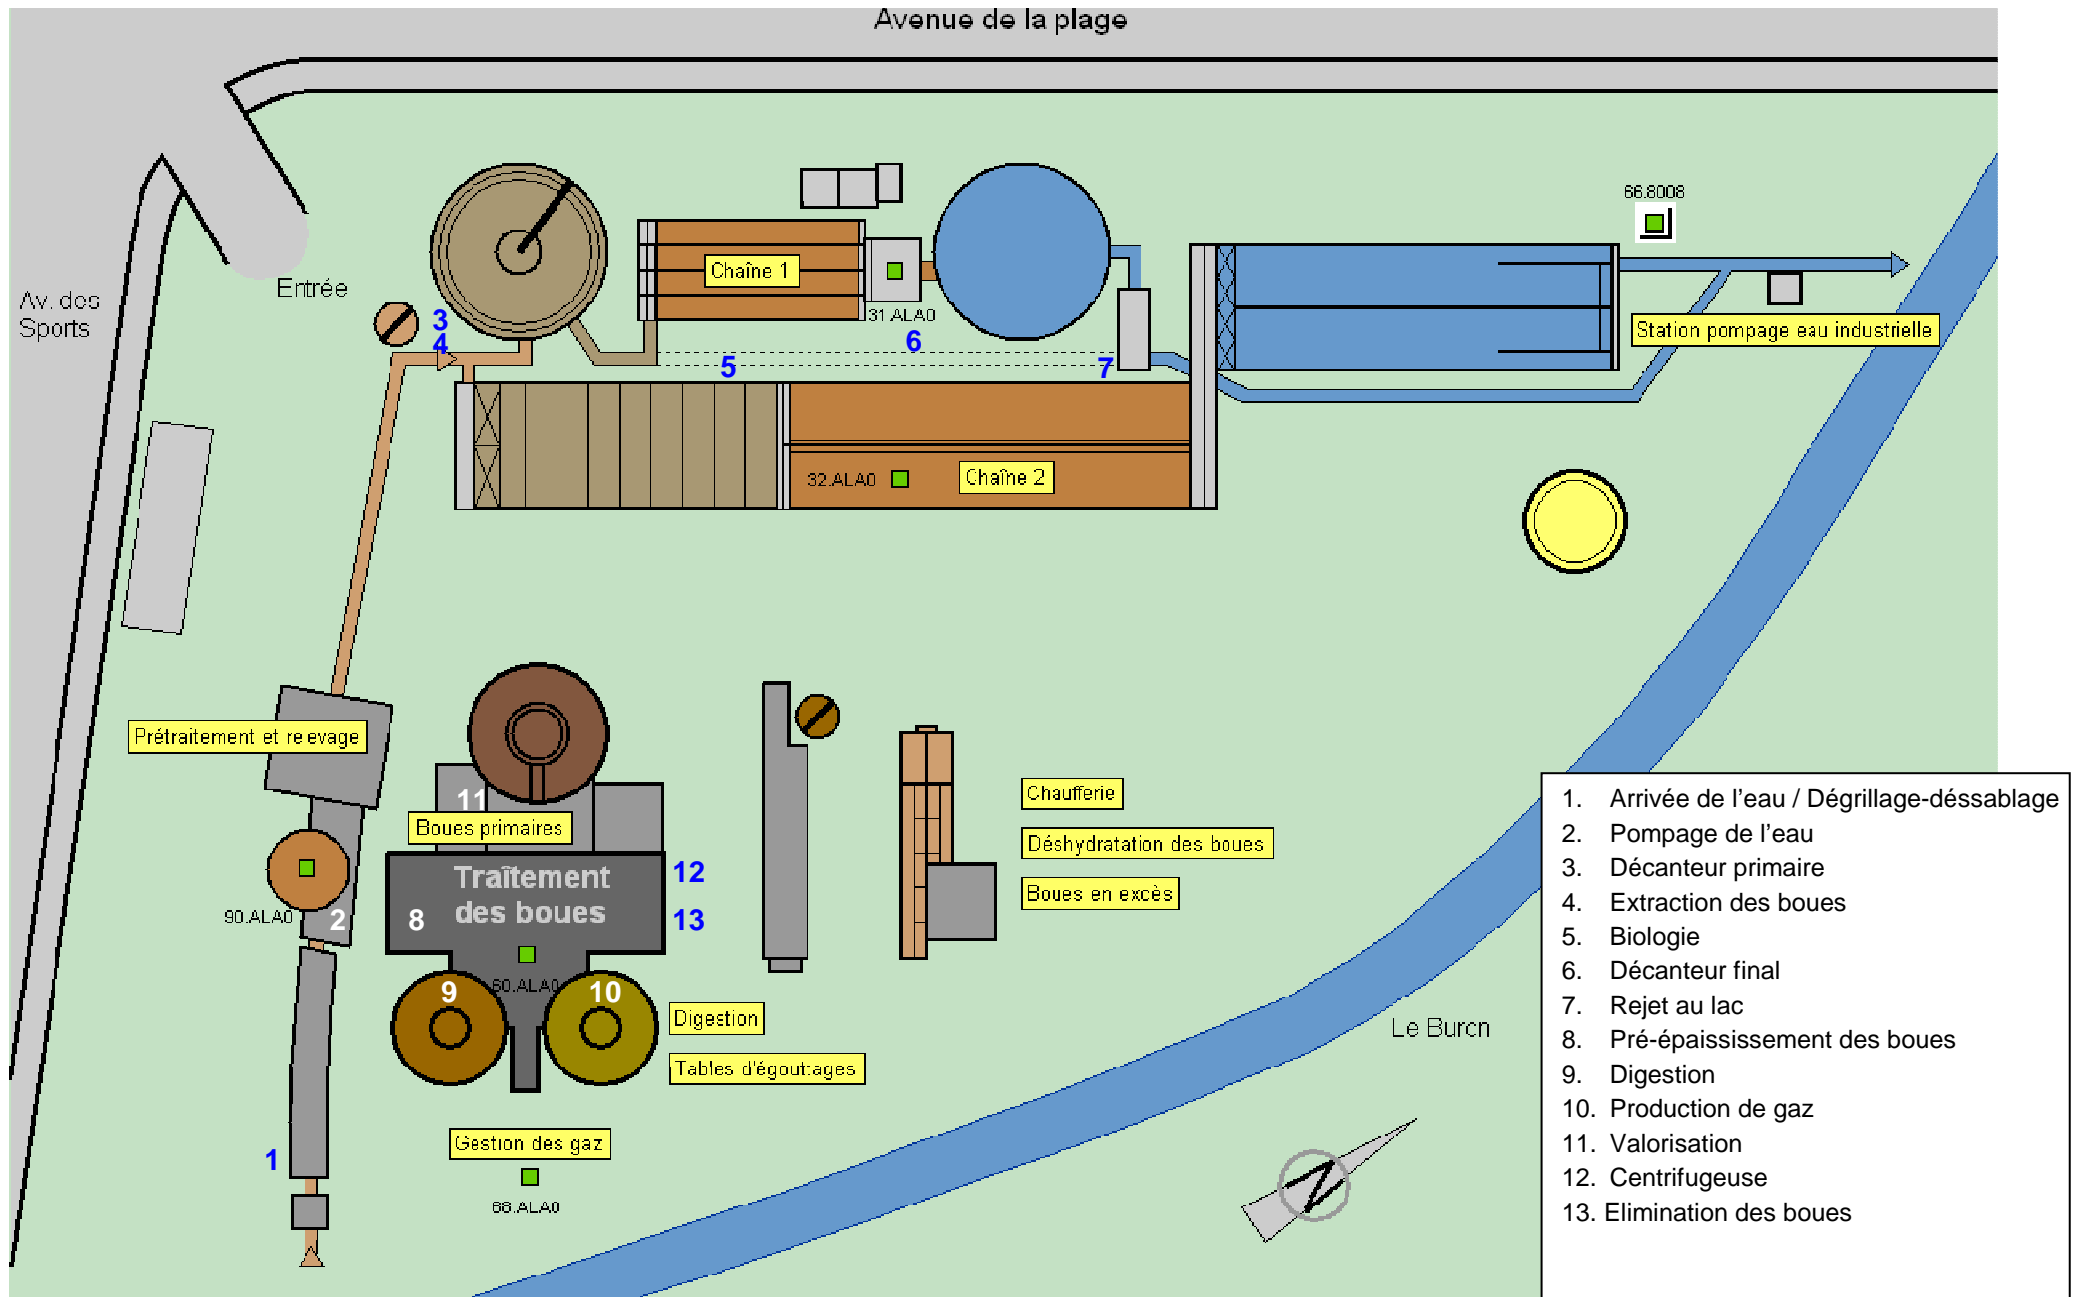 Avenue de la plage
66.8008
Entrée
Av. des
Sports
Chaîne 1
31.ALA0
3
4
6
5
7
Station pompage eau industrielle
32.ALA0
Chaîne 2
Prétraitement et relevage
11
Boues primaires
Traîtement
des boues
12
8
13
90.ALA0
2
60.ALA0
9
10
Chaufferie
Déshydratation des boues
Boues en excès
Digestion
Tables d'égouttages
Gestion des gaz
1
Le Buron
N
1. Arrivée de l'eau / Dégrillage-déssablage
2. Pompage de l'eau
3. Décanteur primaire
4. Extraction des boues
5. Biologie
6. Décanteur final
7. Rejet au lac
8. Pré-épaississement des boues
9. Digestion
10. Production de gaz
11. Valorisation
12. Centrifugeuse
13. Elimination des boues